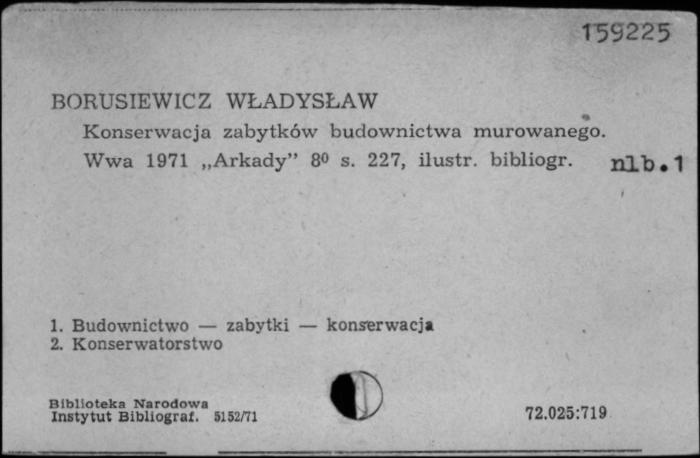 159225
BORUSIEWICZ WŁADYSŁAW
Konserwacja zabytków budownictwa murowanego.
Wwa 1971 „Arkady” 8⁰ s. 227, ilustr. bibliogr. nlb.1
1. Budownictwo — zabytki — konserwacja
2. Konserwatorstwo
Biblioteka Narodowa
Instytut Bibliograf. 5152/71
72.025:719